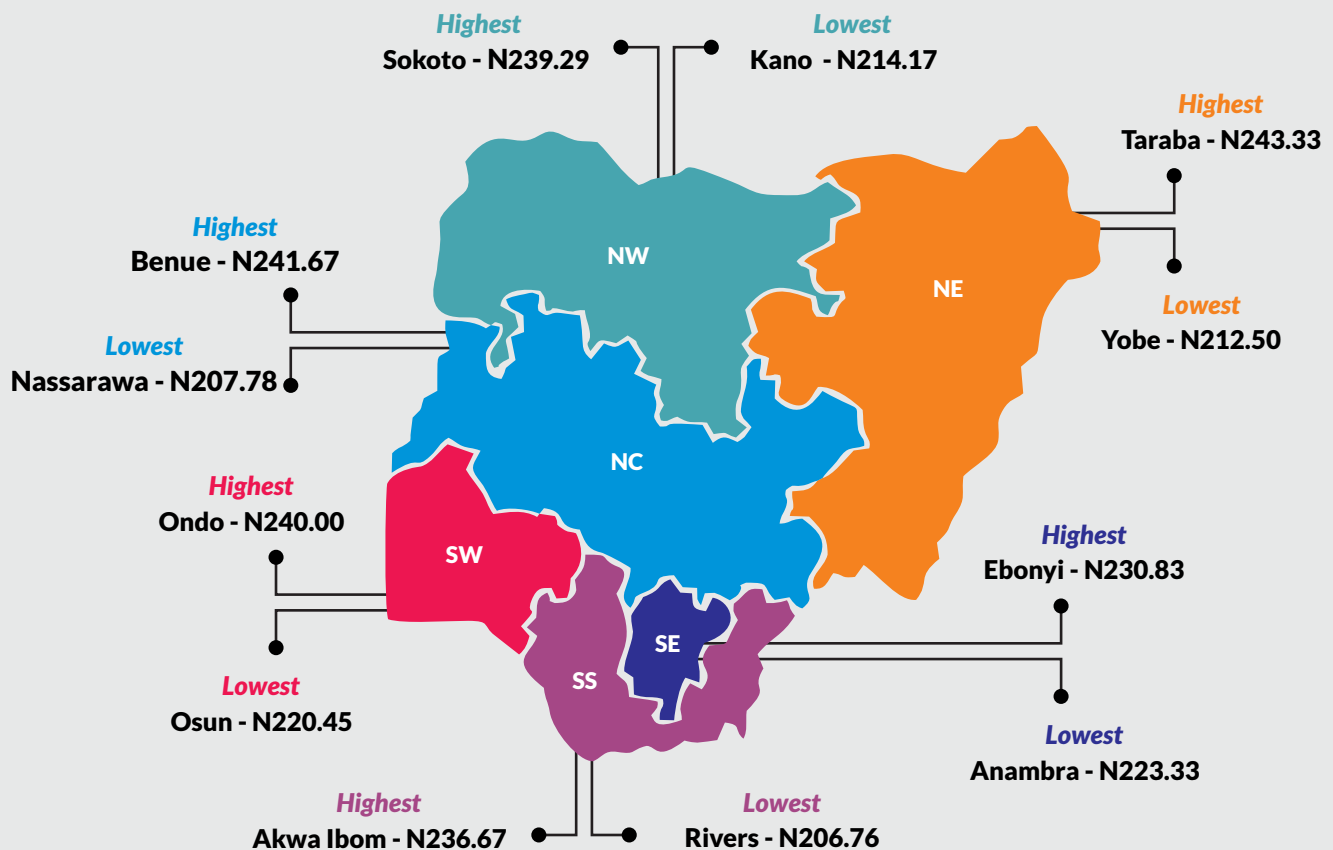 Highest
Sokoto - N239.29
Lowest
Kano - N214.17
Highest
Taraba - N243.33
Highest
Benue - N241.67
NW
NE
Lowest
Yobe - N212.50
Lowest
Nassarawa - N207.78
NC
Highest
Ondo - N240.00
SW
Highest
Ebonyi - N230.83
SE
SS
Lowest
Osun - N220.45
Lowest
Anambra - N223.33
Highest
Akwa Ibom - N236.67
Lowest
Rivers - N206.76